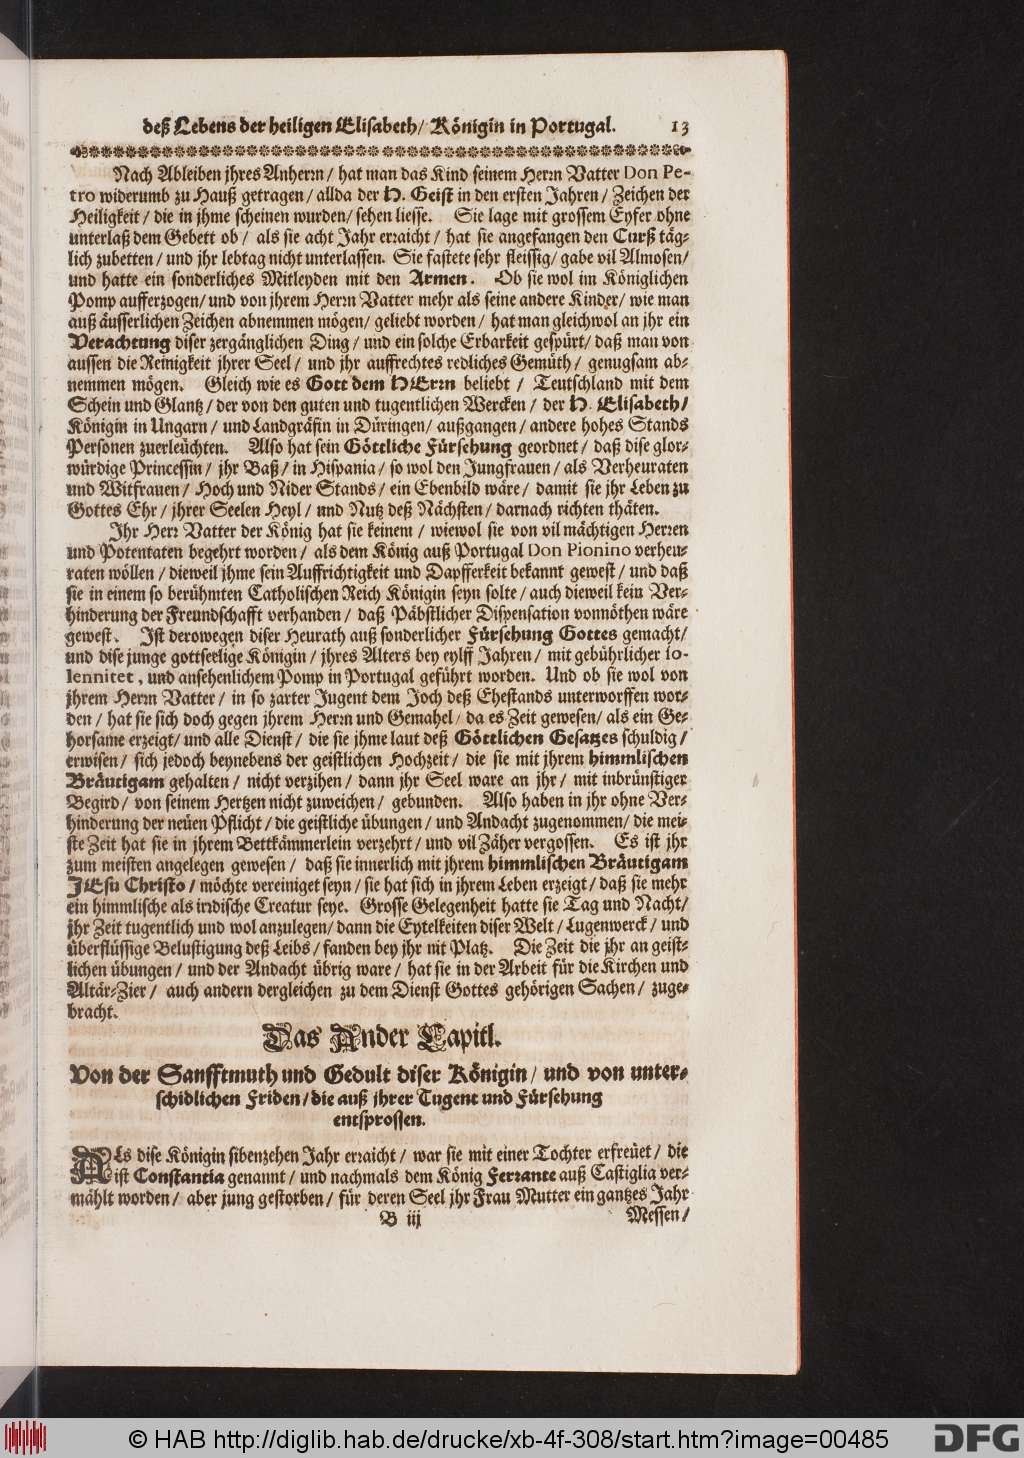 deß Lebens der heiligen Elisabeth/ Königin in Portugal. 13
Nach Ableiben jhres Anherrn / hat man das Kind seinem Herrn Vatter Don Pe-
tro widerumb zu Hauß getragen / allda der H. Geist in den ersten Jahren / Zeichen der
Heiligkeit / die in jhme scheinen wurden / sehen liesse. Sie lage mit grossem Eyfer ohne
unterlaß dem Gebett ob / als sie acht Jahr erraicht / hat sie angefangen den Curß täg-
lich zubetten / und jhr lebtag nicht unterlassen. Sie fastete sehr fleissig / gabe vil Almosen /
und hatte ein sonderliches Mitleyden mit den Armen. Ob sie wol im Königlichen
Pomp aufferzogen / und von jhrem Herrn Vatter mehr als seine andere Kinder / wie man
auß äusserlichen Zeichen abnemmen mögen / geliebt worden / hat man gleichwol an jhr ein
Verachtung diser zergänglichen Ding / und ein solche Erbarkeit gespürt / daß man von
aussen die Reinigkeit jhrer Seel / und jhr auffrechtes redliches Gemüth / genugsam ab-
nemmen mögen. Gleich wie es Gott dem HErrn beliebt / Teutschland mit dem
Schein und Glantz / der von den guten und tugentlichen Wercken / der H. Elisabeth /
Königin in Ungarn / und Landgräfin in Düringen / außgangen / andere hohes Stands
Personen zuerleüchten. Also hat sein Göttliche Fürsehung geordnet / daß dise glor-
würdige Princessin / jhr Baß / in Hispania / so wol den Jungfrauen / als Verheuraten
und Witfrauen / Hoch und Nider Stands / ein Ebenbild wäre / damit sie jhr Leben zu
Gottes Ehr / jhrer Seelen Heyl / und Nutz deß Nächsten / darnach richten thäten.
Ihr Herr Vatter der König hat sie keinem / wiewol sie von vil mächtigen Herren
und Potentaten begehrt worden / als dem König auß Portugal Don Pionino verheu-
raten wöllen / dieweil jhme sein Auffrichtigkeit und Dapfferkeit bekannt gewest / und daß
sie in einem so berühmten Catholischen Reich Königin seyn solte / auch dieweil kein Ver-
hinderung der Freundschafft verhanden / daß Päbstlicher Dispensation vonnöthen wäre
gewest. Ist derowegen diser Heurath auß sonderlicher Fürsehung Gottes gemacht /
und dise junge gottseelige Königin / jhres Alters bey eylff Jahren / mit gebührlicher so-
lennitet, und ansehenlichem Pomp in Portugal geführt worden. Und ob sie wol von
jhrem Herrn Vatter / in so zarter Jugent dem Joch deß Ehestands unterworffen wor-
den / hat sie sich doch gegen jhrem Herrn und Gemahel / da es Zeit gewesen / als ein Ge-
horsame erzeigt / und alle Dienst / die sie jhme laut deß Göttlichen Gesatzes schuldig /
erwisen / sich jedoch beynebens der geistlichen Hochzeit / die sie mit jhrem himmlischen
Bräutigam gehalten / nicht verzihen / dann jhr Seel ware an jhr / mit inbrünstiger
Begird / von seinem Hertzen nicht zuweichen / gebunden. Also haben in jhr ohne Ver-
hinderung der neüen Pflicht / die geistliche übungen / und Andacht zugenommen / die mei-
ste Zeit hat sie in jhrem Bettkämmerlein verzehrt / und vil Zäher vergossen. Es ist jhr
zum meisten angelegen gewesen / daß sie innerlich mit jhrem himmlischen Bräutigam
JEsu Christo / möchte vereiniget seyn / sie hat sich in jhrem Leben erzeigt / daß sie mehr
ein himmlische als irrdische Creatur seye. Grosse Gelegenheit hatte sie Tag und Nacht /
jhr Zeit tugentlich und wol anzulegen / dann die Eytelkeiten diser Welt / Lugenwerck / und
überflüssige Belustigung deß Leibs / fanden bey jhr nit Platz. Die Zeit die jhr an geist-
lichen übungen / und der Andacht übrig ware / hat sie in der Arbeit für die Kirchen und
Altär-Zier / auch andern dergleichen zu dem Dienst Gottes gehörigen Sachen / zuge-
bracht.
Das Ander Capitl.
Von der Sanfftmuth und Gedult diser Königin / und von unter-
schidlichen Friden / die auß jhrer Tugent und Fürsehung
entsprossen.
ALs dise Königin sibenzehen Jahr erraicht / war sie mit einer Tochter erfreüet / die
ist Constantia genannt / und nachmals dem König Ferrante auß Castiglia ver-
mählt worden / aber jung gestorben / für deren Seel jhr Frau Mutter ein gantzes Jahr
B iij Messen /
© HAB http://diglib.hab.de/drucke/xb-4f-308/start.htm?image=00485
DFG